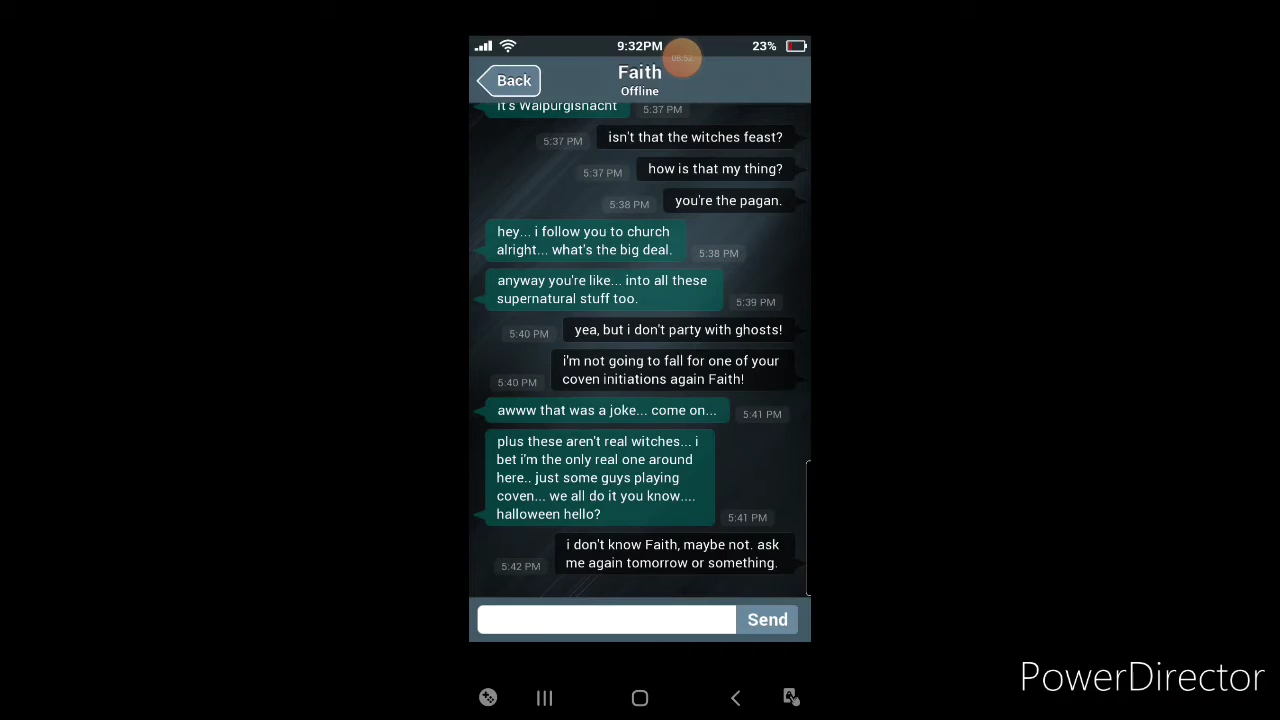 9:32PM
23%
Back
Faith
Offline
it's Walpurgisnacht
5:37 PM
isn't that the witches feast?
5:37 PM
how is that my thing?
5:37 PM
you're the pagan.
5:38 PM
hey... i follow you to church
alright... what's the big deal.
5:38 PM
anyway you're like... into all these
supernatural stuff too.
5:39 PM
yea, but i don't party with ghosts!
5:40 PM
i'm not going to fall for one of your
coven initiations again Faith!
5:40 PM
awww that was a joke... come on...
5:41 PM
plus these aren't real witches... i
bet i'm the only real one around
here.. just some guys playing
coven... we all do it you know....
halloween hello?
5:41 PM
i don't know Faith, maybe not. ask
me again tomorrow or something.
5:42 PM
Send
PowerDirector